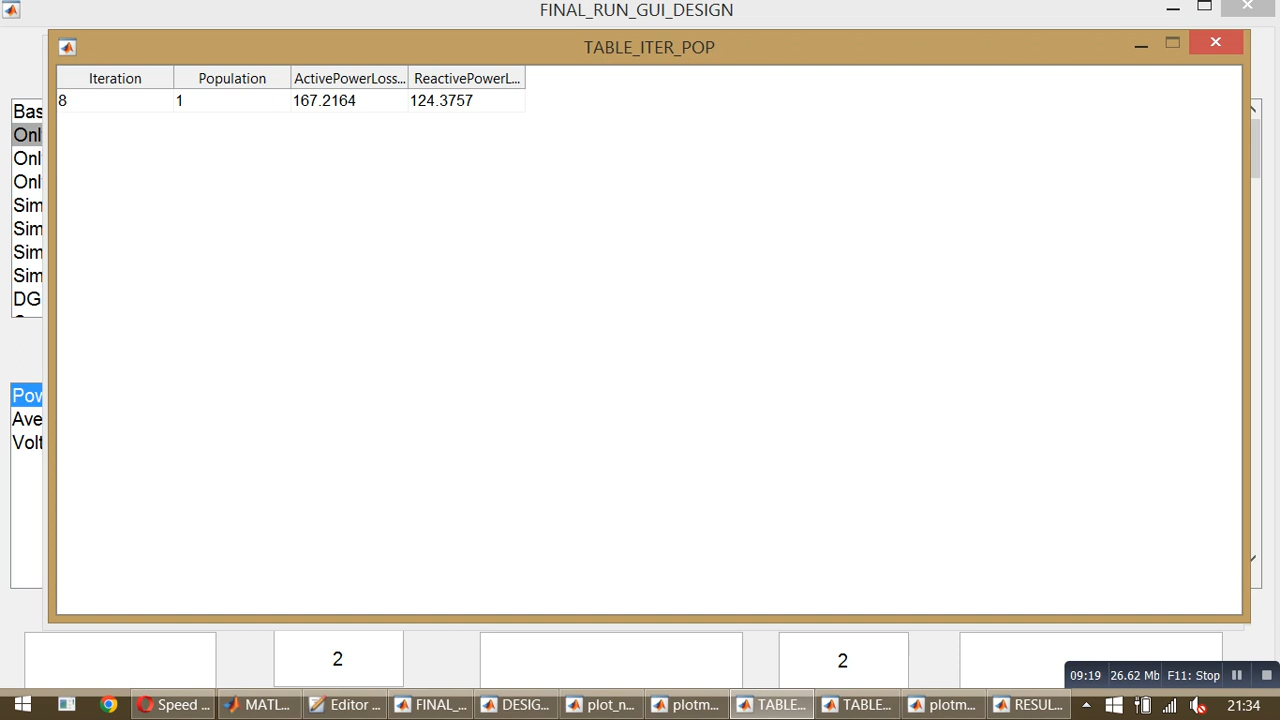 FINAL_RUN_GUI_DESIGN
TABLE_ITER_POP
Iteration Population ActivePowerLoss... ReactivePowerL...
8 1 167.2164 124.3757
Bas
Onl
Onl
Onl
Sim
Sim
Sim
Sim
DG
Pow
Ave
Volt
2 2
09:19 26.62 Mb F11: Stop
Speed ... MATL... Editor ... FINAL_... DESIG... plot_n... plotm... TABLE... TABLE... plotm... RESUL... 21:34